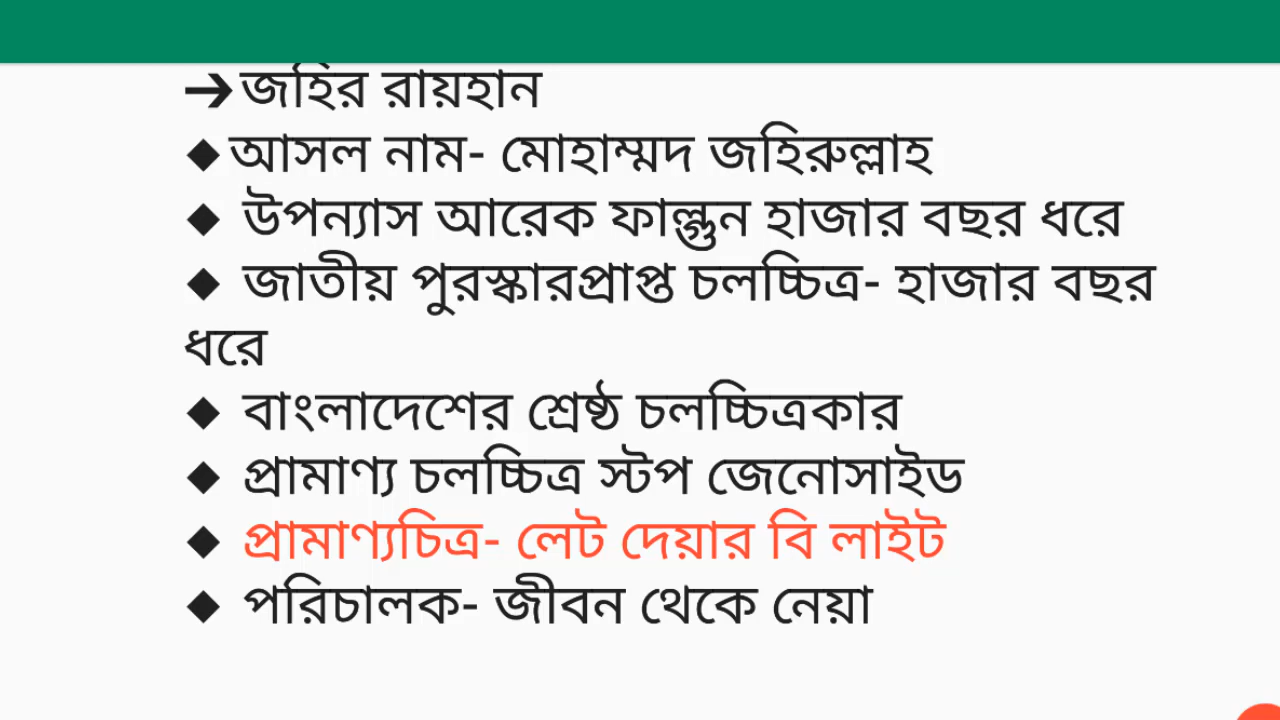 ➔জহির রায়হান
◆আসল নাম- মোহাম্মদ জহিরুল্লাহ
◆ উপন্যাস আরেক ফাল্গুন হাজার বছর ধরে
◆ জাতীয় পুরস্কারপ্রাপ্ত চলচ্চিত্র- হাজার বছর
ধরে
◆ বাংলাদেশের শ্রেষ্ঠ চলচ্চিত্রকার
◆ প্রামাণ্য চলচ্চিত্র স্টপ জেনোসাইড
◆ প্রামাণ্যচিত্র- লেট দেয়ার বি লাইট
◆ পরিচালক- জীবন থেকে নেয়া